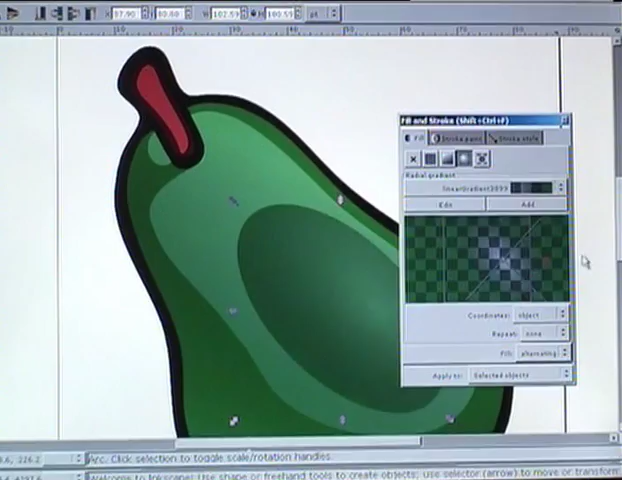 X 57.90 Y 80.80 W 102.59 H 100.59 pt
Fill and Stroke (Shift+Ctrl+F)
Fill Stroke paint Stroke style
Radial gradient
linearGradient3899
Edit Add
Coordinates: object
Repeat: none
Fill: alternating
Apply to: Selected objects
Arc. Click selection to toggle scale/rotation handles.
Welcome to Inkscape! Use shape or freehand tools to create objects; use selector (arrow) to move or transform